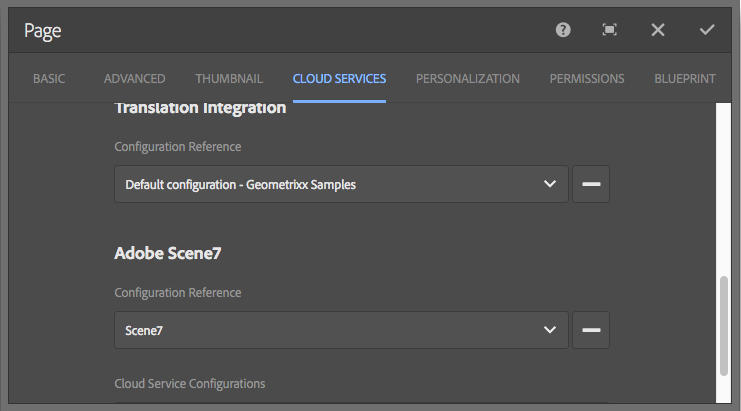 Page
BASIC ADVANCED THUMBNAIL CLOUD SERVICES PERSONALIZATION PERMISSIONS BLUEPRINT
Translation Integration
Configuration Reference
Default configuration - Geometrixx Samples
Adobe Scene7
Configuration Reference
Scene7
Cloud Service Configurations